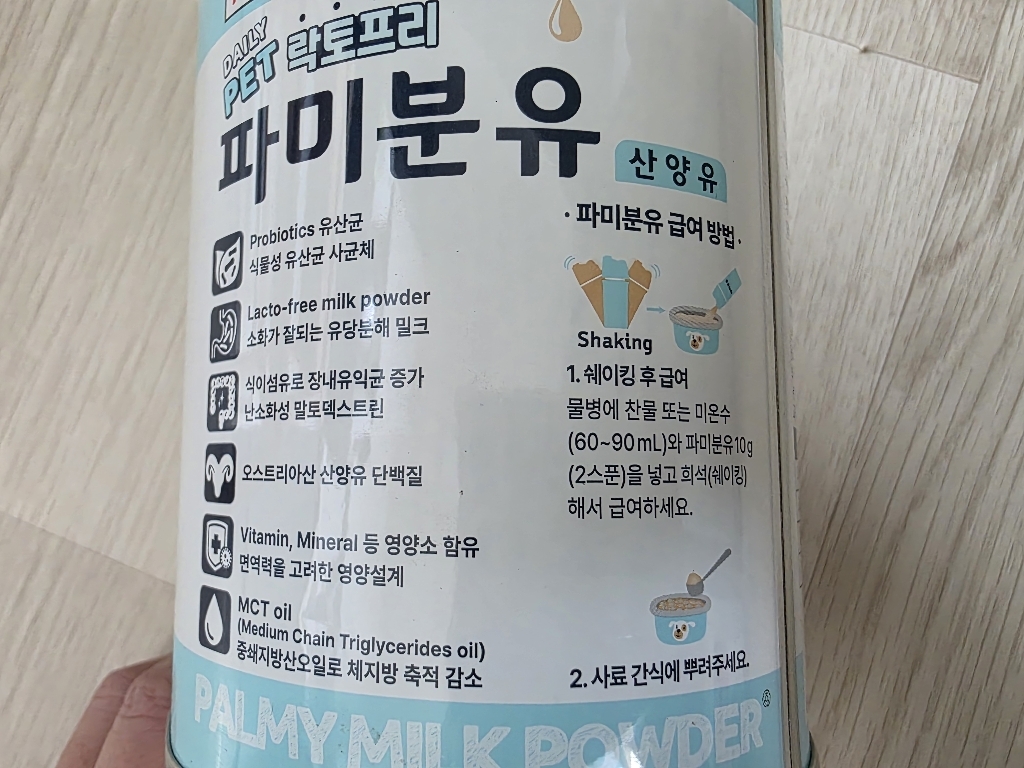 DAILY
PET 락토프리
파미분유
산양유
Probiotics 유산균
식물성 유산균 사균체
Lacto-free milk powder
소화가 잘되는 유당분해 밀크
식이섬유로 장내유익균 증가
난소화성 말토덱스트린
오스트리아산 산양유 단백질
Vitamin, Mineral 등 영양소 함유
면역력을 고려한 영양설계
MCT oil
(Medium Chain Triglycerides oil)
중쇄지방산오일로 체지방 축적 감소
· 파미분유 급여 방법 ·
Shaking
1. 쉐이킹 후 급여
물병에 찬물 또는 미온수
(60~90mL)와 파미분유10g
(2스푼)을 넣고 희석(쉐이킹)
해서 급여하세요.
2. 사료 간식에 뿌려주세요.
PALMY MILK POWDER®